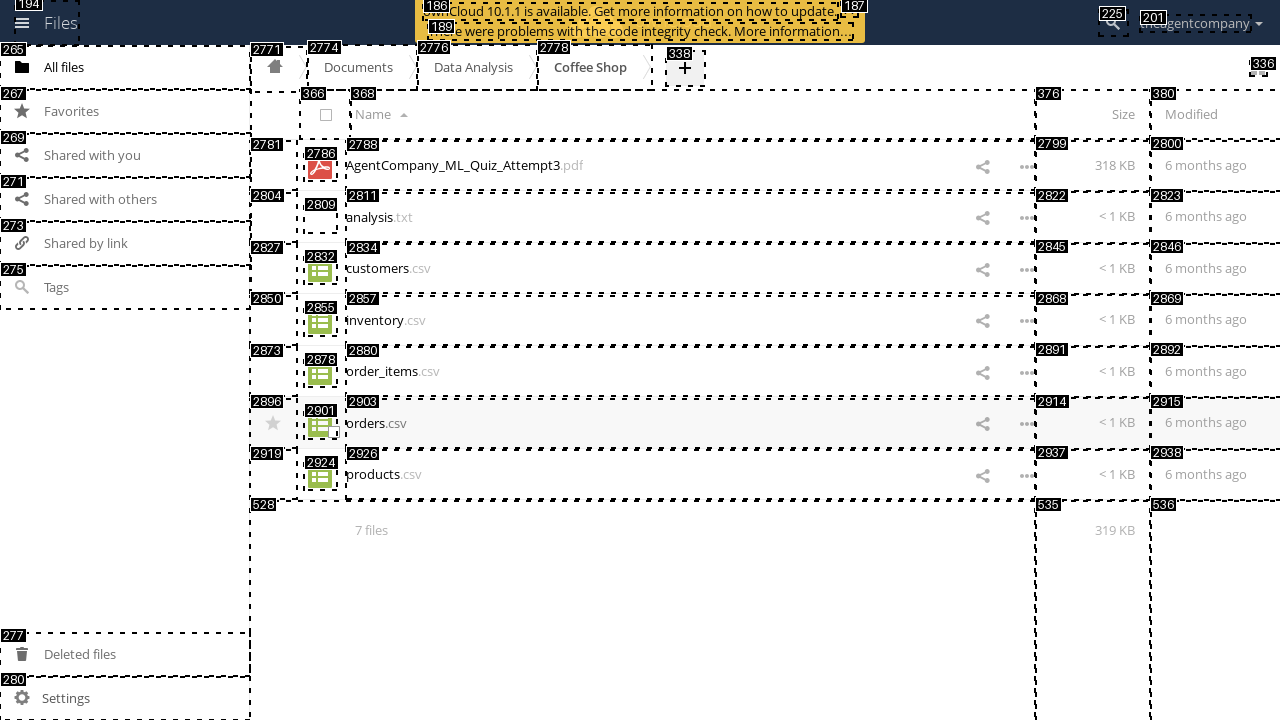 194
Files
186
ownCloud 10.1.1 is available. Get more information on how to update.
187
189
There were problems with the code integrity check. More information…
225
201
theagentcompany
265
All files
267
Favorites
269
Shared with you
271
Shared with others
273
Shared by link
275
Tags
277
Deleted files
280
Settings
2771
2774
Documents
2776
Data Analysis
2778
Coffee Shop
338
+
336
366
368
Name
376
Size
380
Modified
2781
2786
2788
AgentCompany_ML_Quiz_Attempt3.pdf
2799
318 KB
2800
6 months ago
2804
2809
2811
analysis.txt
2822
< 1 KB
2823
6 months ago
2827
2832
2834
customers.csv
2845
< 1 KB
2846
6 months ago
2850
2855
2857
inventory.csv
2868
< 1 KB
2869
6 months ago
2873
2878
2880
order_items.csv
2891
< 1 KB
2892
6 months ago
2896
2901
2903
orders.csv
2914
< 1 KB
2915
6 months ago
2919
2924
2926
products.csv
2937
< 1 KB
2938
6 months ago
528
7 files
535
319 KB
536